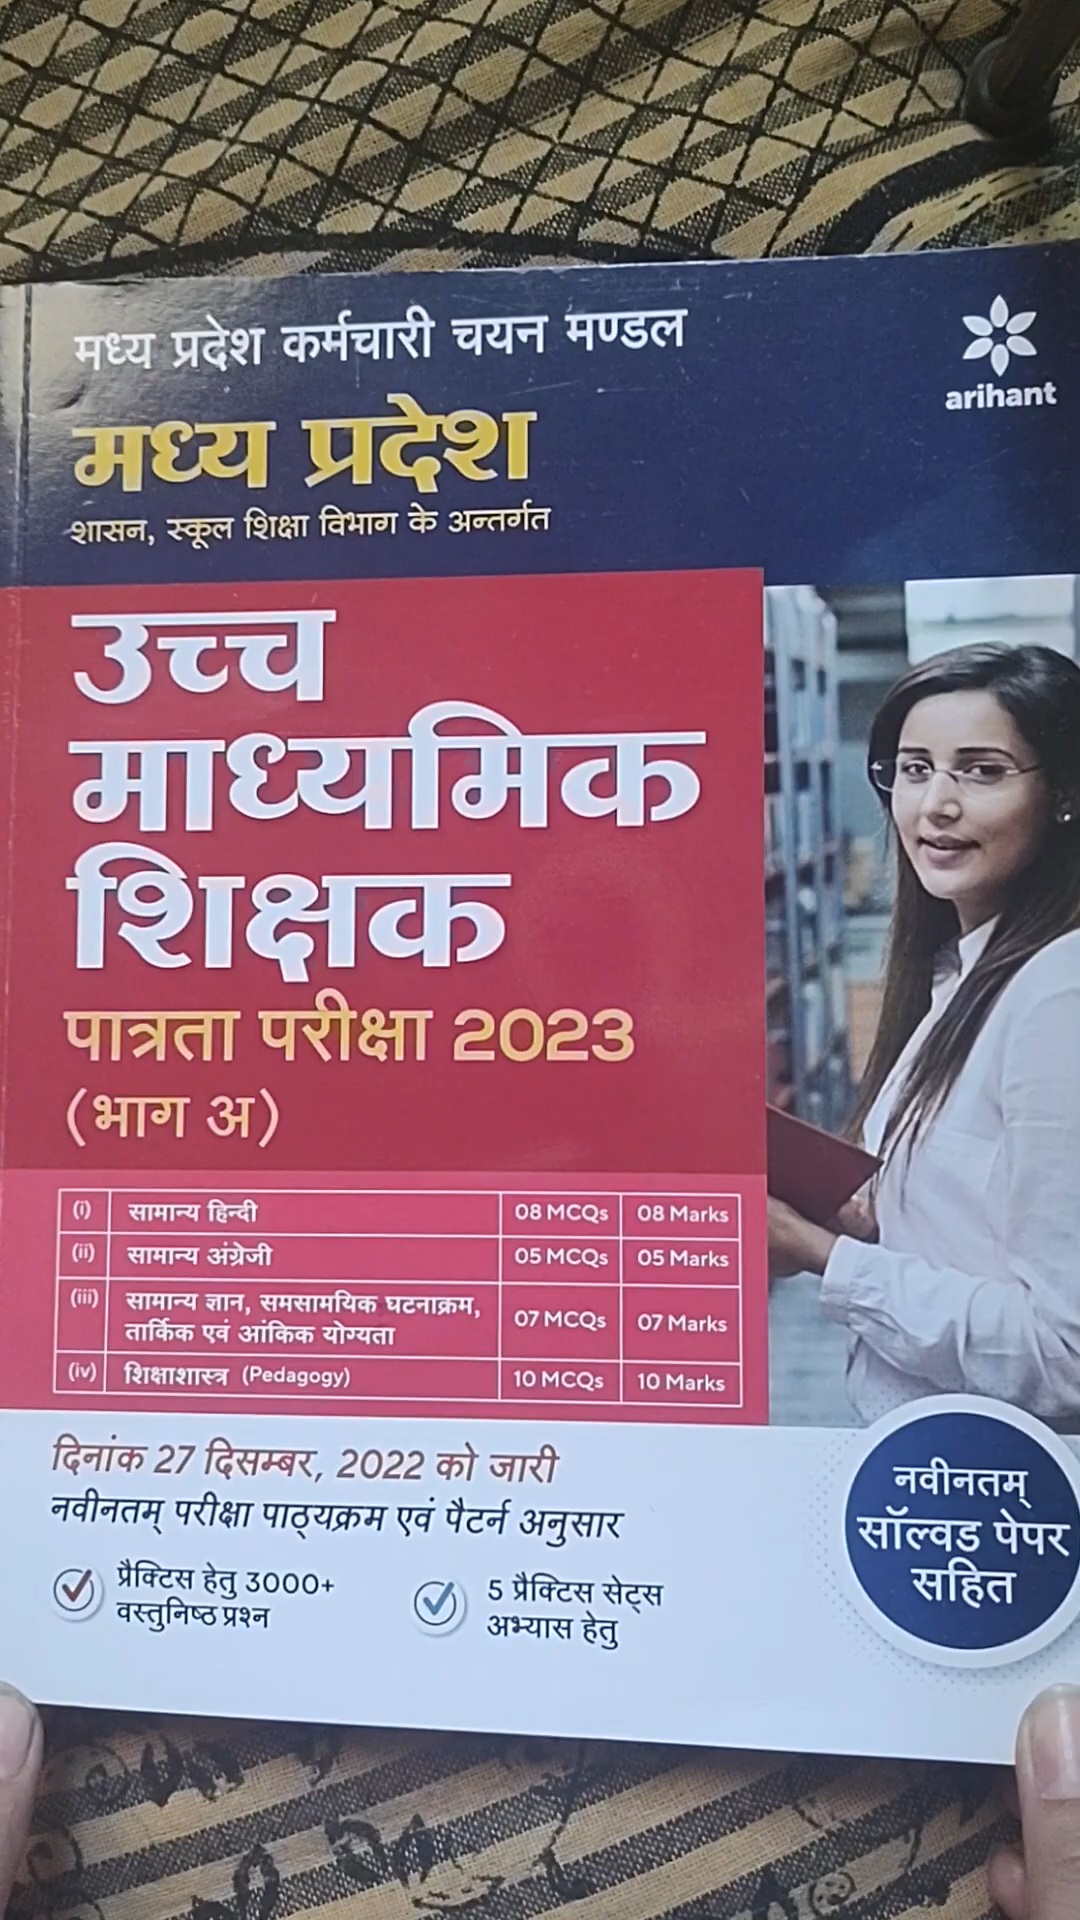 मध्य प्रदेश कर्मचारी चयन मण्डल
arihant
मध्य प्रदेश
शासन, स्कूल शिक्षा विभाग के अन्तर्गत
उच्च
माध्यमिक
शिक्षक
पात्रता परीक्षा 2023
(भाग अ)
(i) सामान्य हिन्दी 08 MCQs 08 Marks
(ii) सामान्य अंग्रेजी 05 MCQs 05 Marks
(iii) सामान्य ज्ञान, समसामयिक घटनाक्रम,
तार्किक एवं आंकिक योग्यता 07 MCQs 07 Marks
(iv) शिक्षाशास्त्र (Pedagogy) 10 MCQs 10 Marks
दिनांक 27 दिसम्बर, 2022 को जारी
नवीनतम् परीक्षा पाठ्यक्रम एवं पैटर्न अनुसार
प्रैक्टिस हेतु 3000+
वस्तुनिष्ठ प्रश्न
5 प्रैक्टिस सेट्स
अभ्यास हेतु
नवीनतम्
सॉल्वड पेपर
सहित